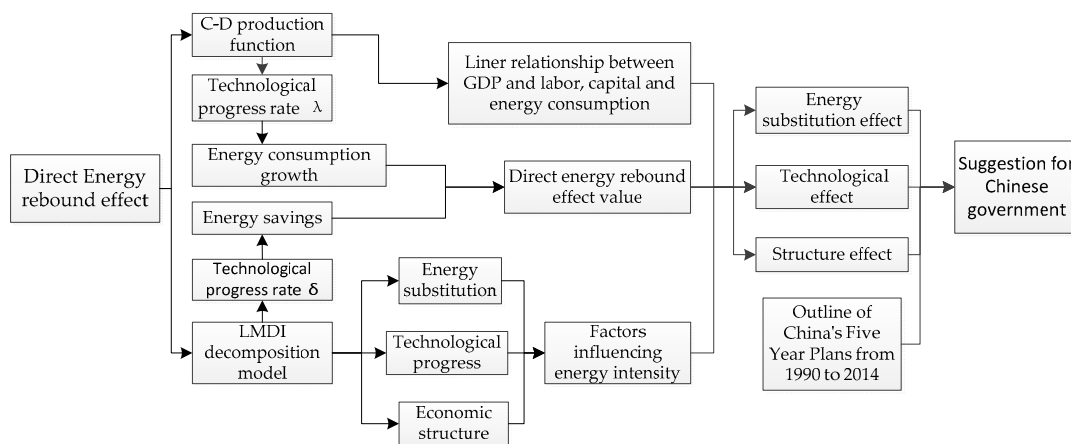 Direct Energy
rebound effect
C-D production
function
Technological
progress rate λ
Energy consumption
growth
Energy savings
Technological
progress rate δ
LMDI
decomposition
model
Energy
substitution
Technological
progress
Economic
structure
Liner relationship between
GDP and labor, capital and
energy consumption
Direct energy rebound
effect value
Factors
influencing
energy intensity
Energy
substitution effect
Technological
effect
Structure effect
Outline of
China's Five
Year Plans from
1990 to 2014
Suggestion for
Chinese
government